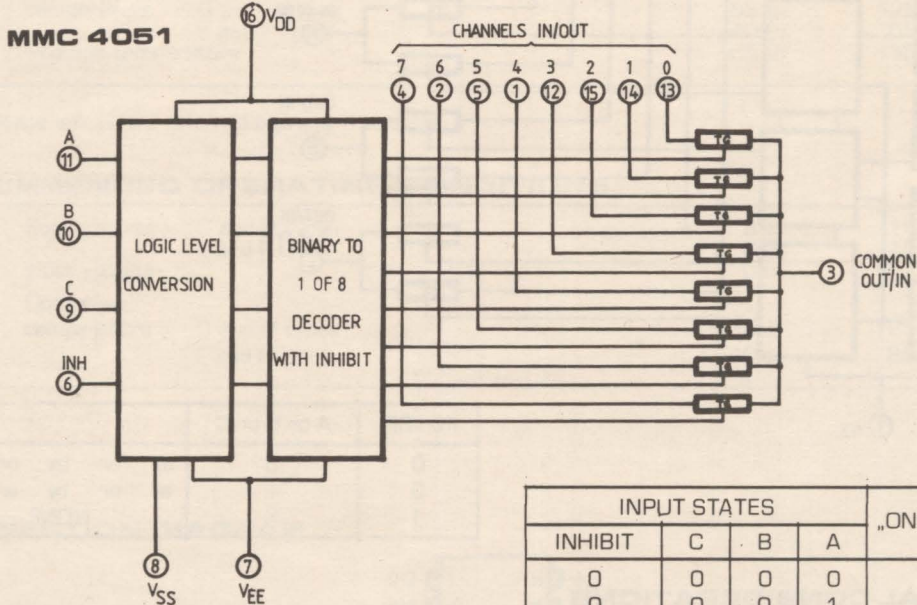 MMC 4051
16 VDD
CHANNELS IN/OUT
7 6 5 4 3 2 1 0
4 2 5 1 12 15 14 13
A
11
B
10
C
9
INH
6
LOGIC LEVEL
CONVERSION
BINARY TO
1 OF 8
DECODER
WITH INHIBIT
TG
TG
TG
TG
TG
TG
TG
TG
3 COMMON
OUT/IN
8
VSS
7
VEE
INPUT STATES „ON
INHIBIT C B A
0 0 0 0
0 0 0 1